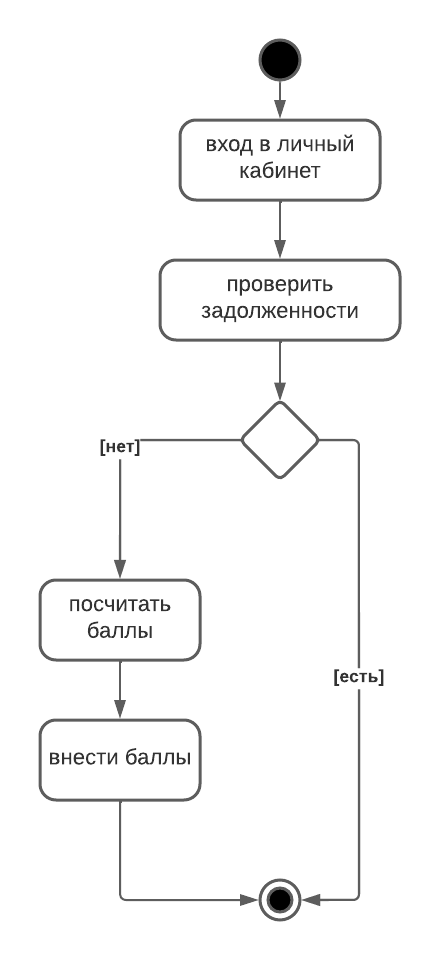 вход в личный
кабинет
проверить
задолженности
[нет]
посчитать
баллы
[есть]
внести баллы